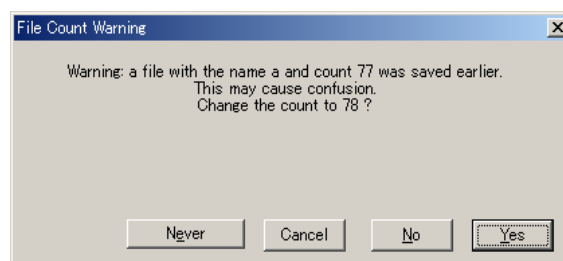 File Count Warning
Warning: a file with the name a and count 77 was saved earlier.
This may cause confusion.
Change the count to 78 ?
Never Cancel No Yes